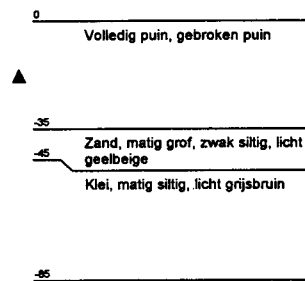 0
Volledig puin, gebroken puin
-35
Zand, matig grof, zwak siltig, licht
geelbeige
-45
Klei, matig siltig, licht grijsbruin
-85